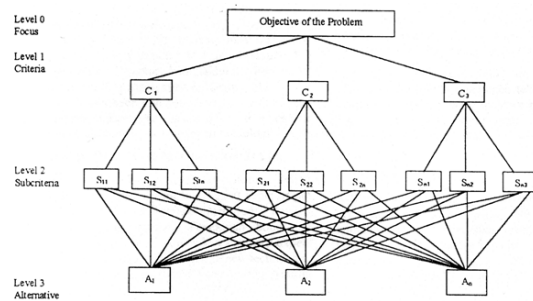 Level 0
Focus
Objective of the Problem
Level 1
Criteria
C1
C2
C3
Level 2
Subcriteria
S11
S12
S1n
S21
S22
S2n
Sn1
Sn2
Sn3
Level 3
Alternative
A1
A2
An